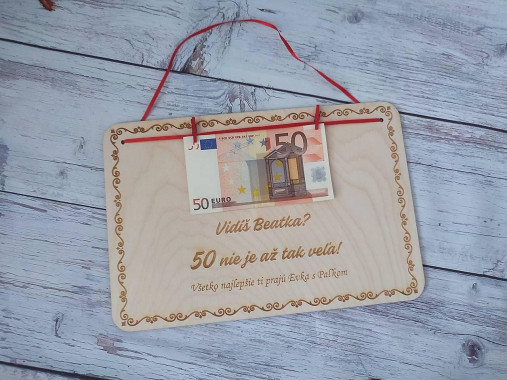 50
50 EURO
Vidíš Beatka?
50 nie je až tak veľa!
Všetko najlepšie ti prajú Evka s Paľkom